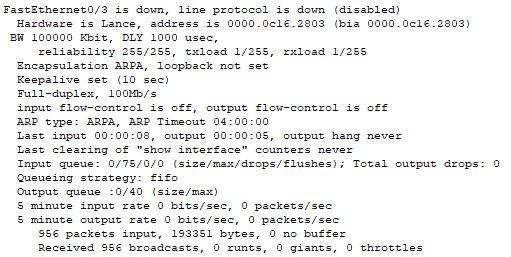 FastEthernet0/3 is down, line protocol is down (disabled)
Hardware is Lance, address is 0000.0c16.2803 (bia 0000.0c16.2803)
BW 100000 Kbit, DLY 1000 usec,
reliability 255/255, txload 1/255, rxload 1/255
Encapsulation ARPA, loopback not set
Keepalive set (10 sec)
Full-duplex, 100Mb/s
input flow-control is off, output flow-control is off
ARP type: ARPA, ARP Timeout 04:00:00
Last input 00:00:08, output 00:00:05, output hang never
Last clearing of "show interface" counters never
Input queue: 0/75/0/0 (size/max/drops/flushes); Total output drops: 0
Queueing strategy: fifo
Output queue :0/40 (size/max)
5 minute input rate 0 bits/sec, 0 packets/sec
5 minute output rate 0 bits/sec, 0 packets/sec
956 packets input, 193351 bytes, 0 no buffer
Received 956 broadcasts, 0 runts, 0 giants, 0 throttles